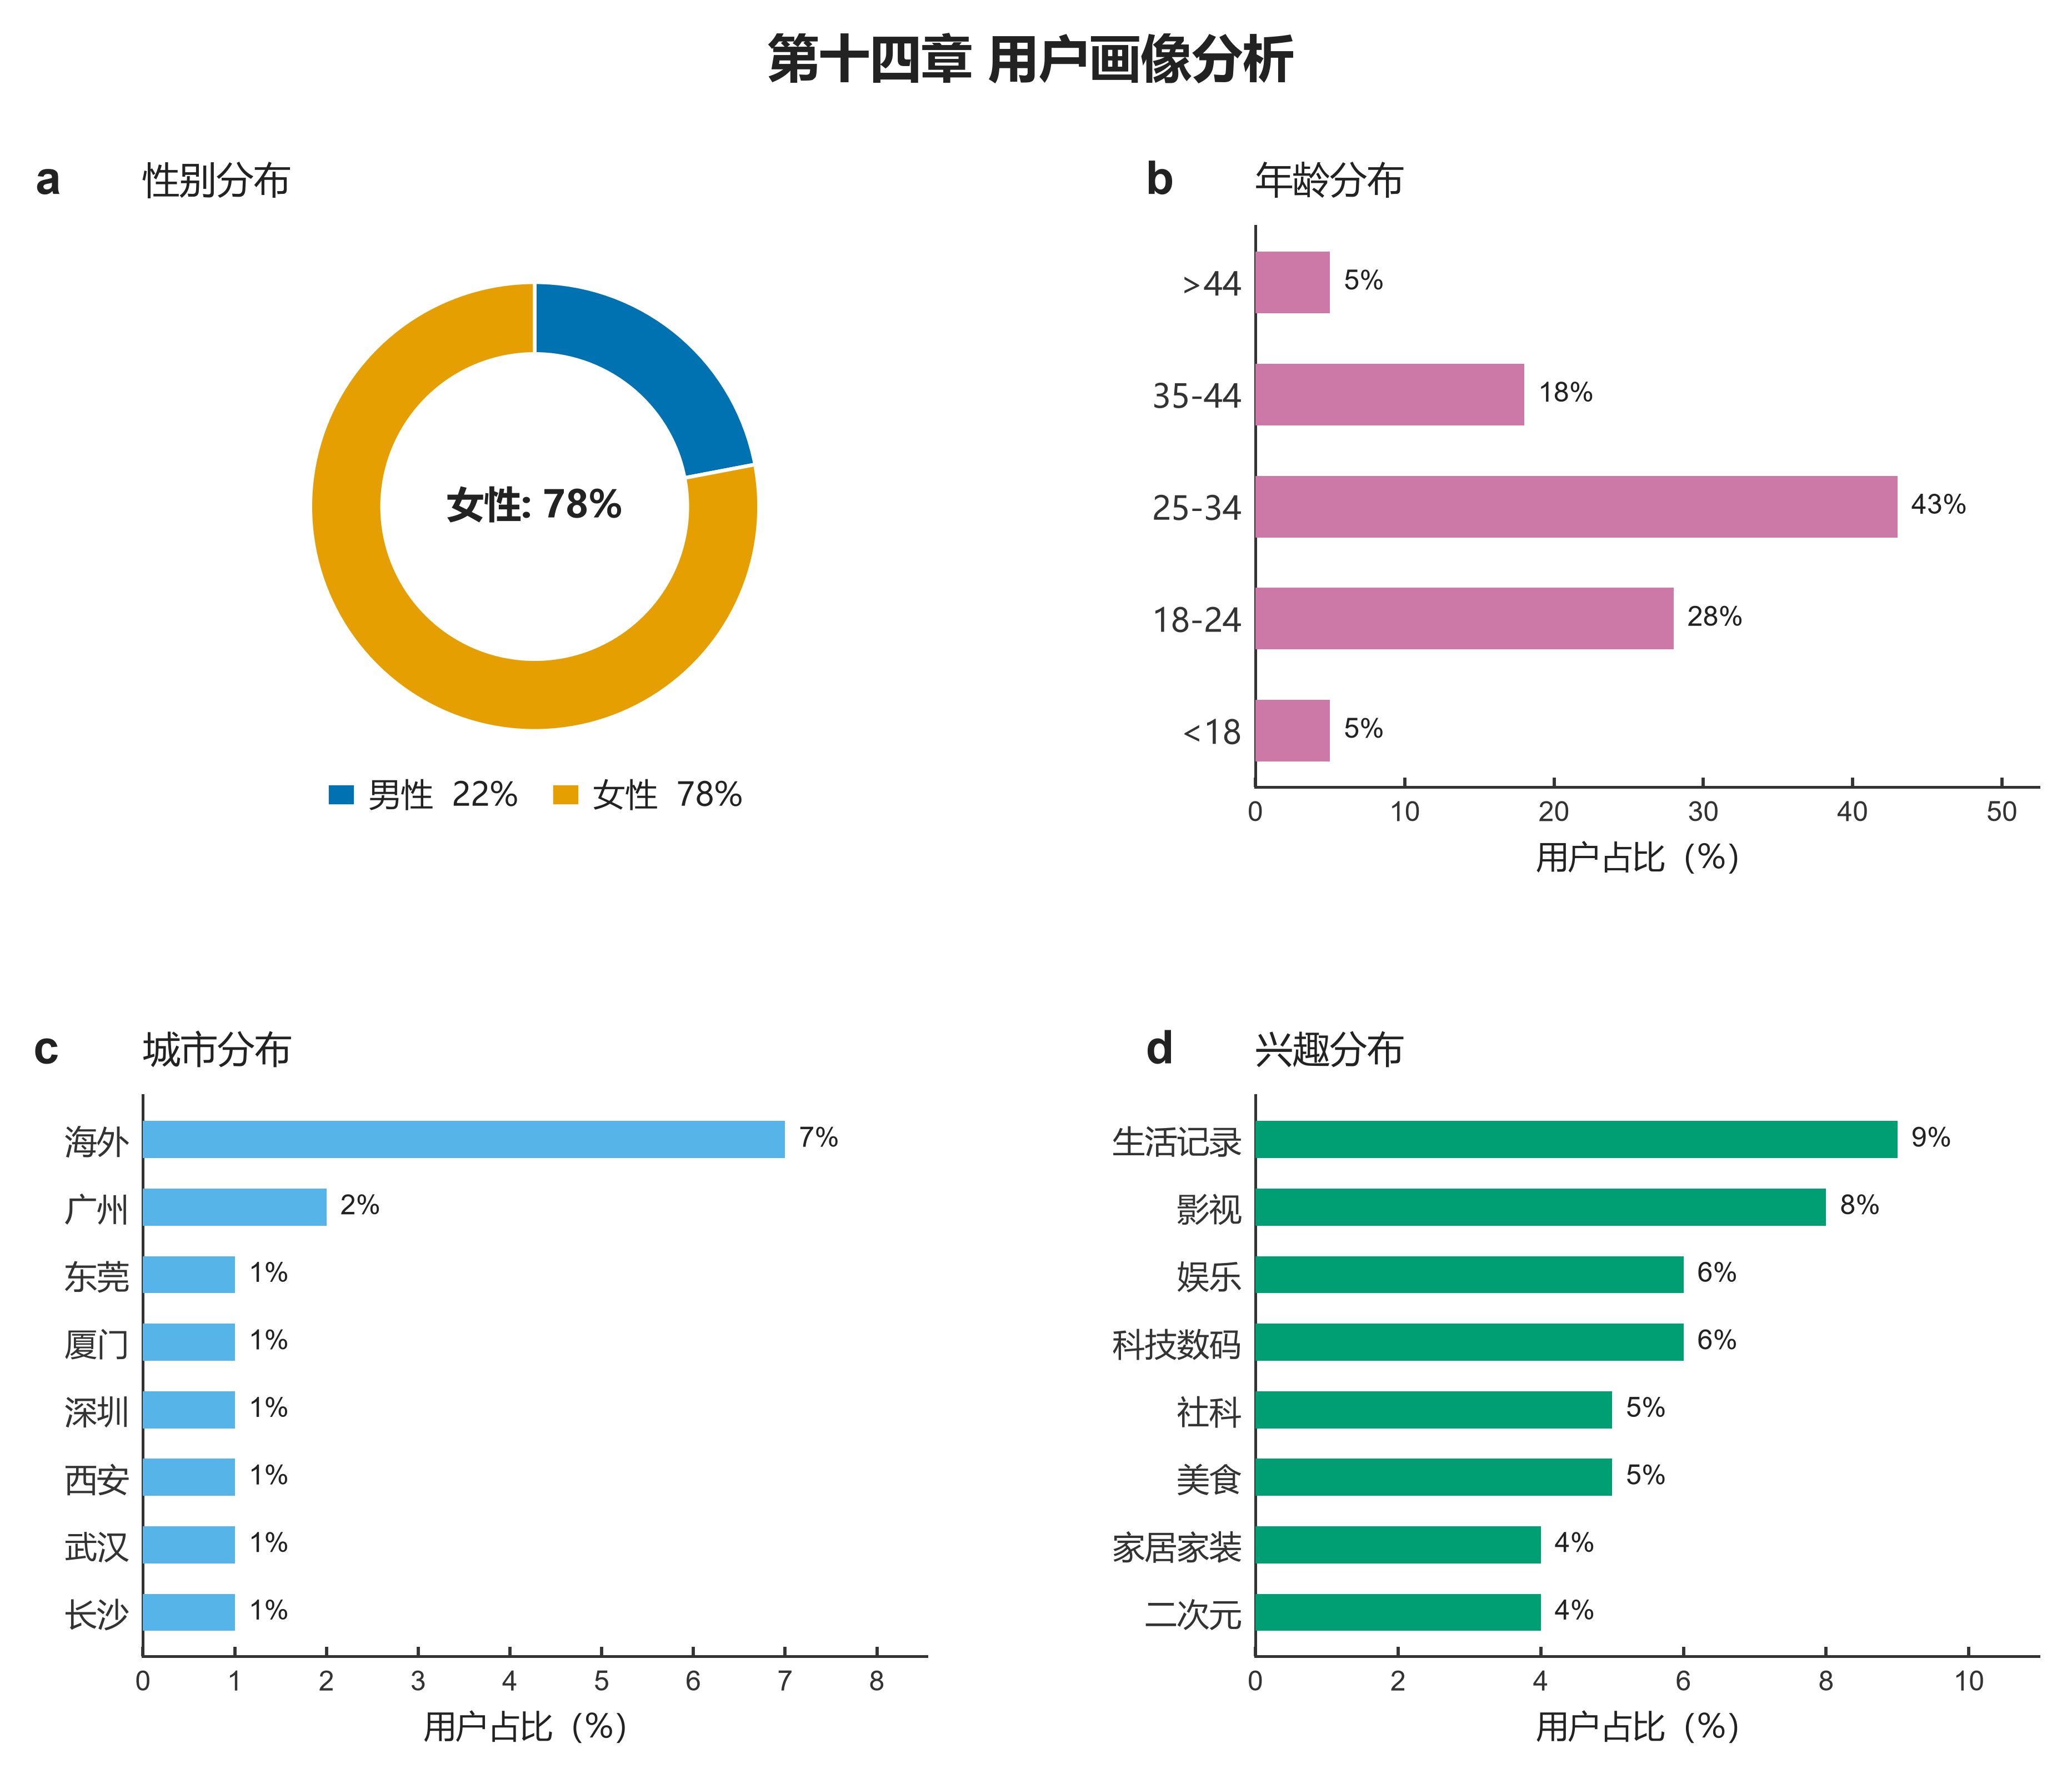 第十四章 用户画像分析
a 性别分布
女性: 78%
男性 22% 女性 78%
b 年龄分布
>44 5%
35-44 18%
25-34 43%
18-24 28%
<18 5%
0 10 20 30 40 50
用户占比（%）
c 城市分布
海外 7%
广州 2%
东莞 1%
厦门 1%
深圳 1%
西安 1%
武汉 1%
长沙 1%
0 1 2 3 4 5 6 7 8
用户占比（%）
d 兴趣分布
生活记录 9%
影视 8%
娱乐 6%
科技数码 6%
社科 5%
美食 5%
家居家装 4%
二次元 4%
0 2 4 6 8 10
用户占比（%）